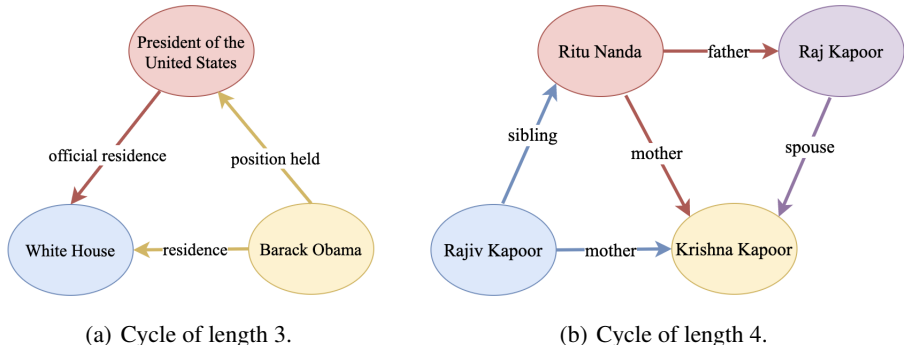 President of the
United States
official residence
position held
White House
residence
Barack Obama
(a) Cycle of length 3.
Ritu Nanda
father
Raj Kapoor
sibling
mother
spouse
Rajiv Kapoor
mother
Krishna Kapoor
(b) Cycle of length 4.